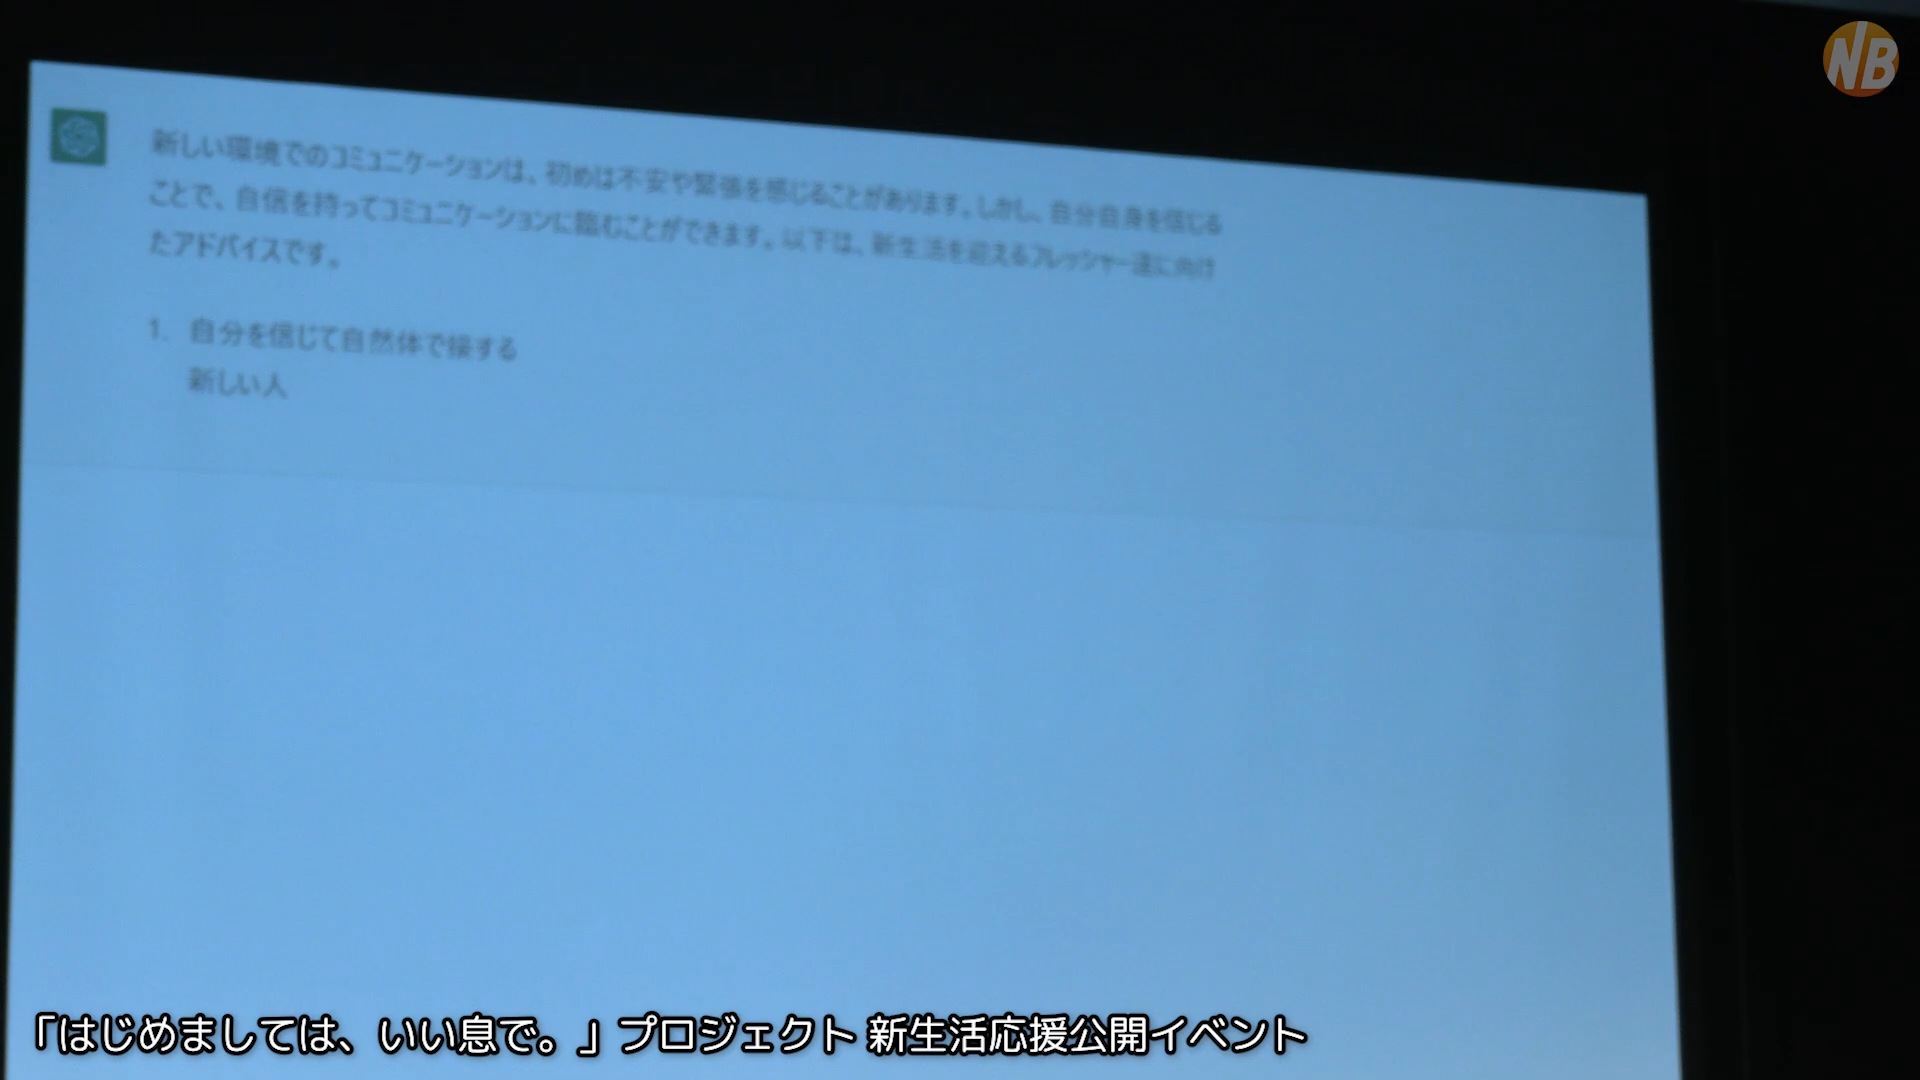 NB
新しい環境でのコミュニケーションは、初めは不安や緊張を感じることがあります。しかし、自分自身を信じる
ことで、自信を持ってコミュニケーションに臨むことができます。以下は、新生活を迎えるフレッシャー達に向け
たアドバイスです。
1. 自分を信じて自然体で接する
新しい人
「はじめましては、いい息で。」プロジェクト 新生活応援公開イベント